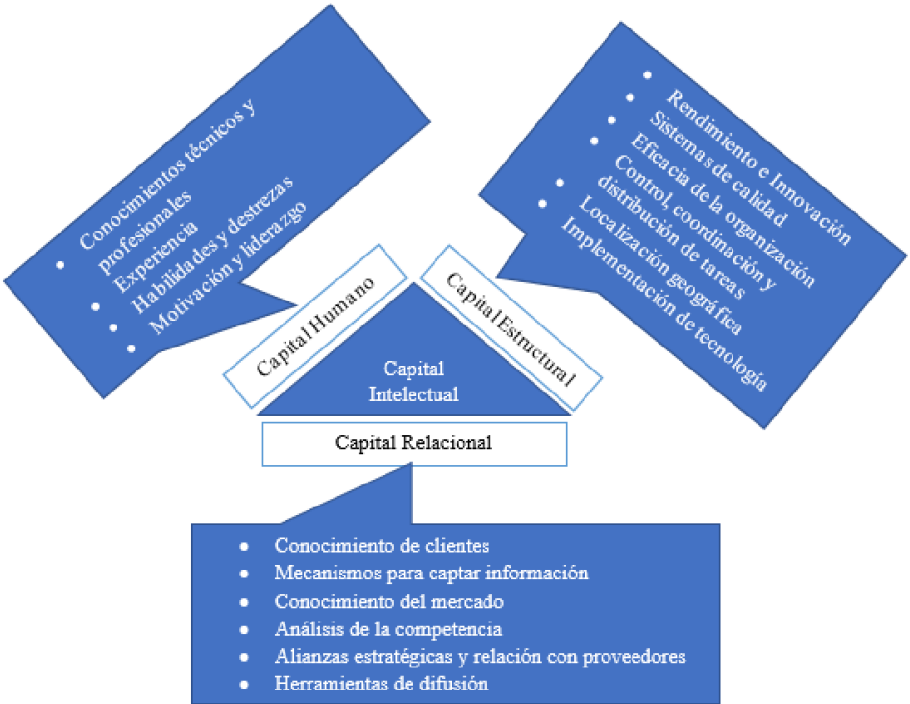 • Conocimientos técnicos y
profesionales
• Experiencia
• Habilidades y destrezas
• Motivación y liderazgo
• Rendimiento e Innovación
• Sistemas de calidad
• Eficacia de la organización
• Control, coordinación y
distribución de tareas
• Localización geográfica
• Implementación de tecnología
Capital Humano
Capital Estructural
Capital
Intelectual
Capital Relacional
• Conocimiento de clientes
• Mecanismos para captar información
• Conocimiento del mercado
• Análisis de la competencia
• Alianzas estratégicas y relación con proveedores
• Herramientas de difusión